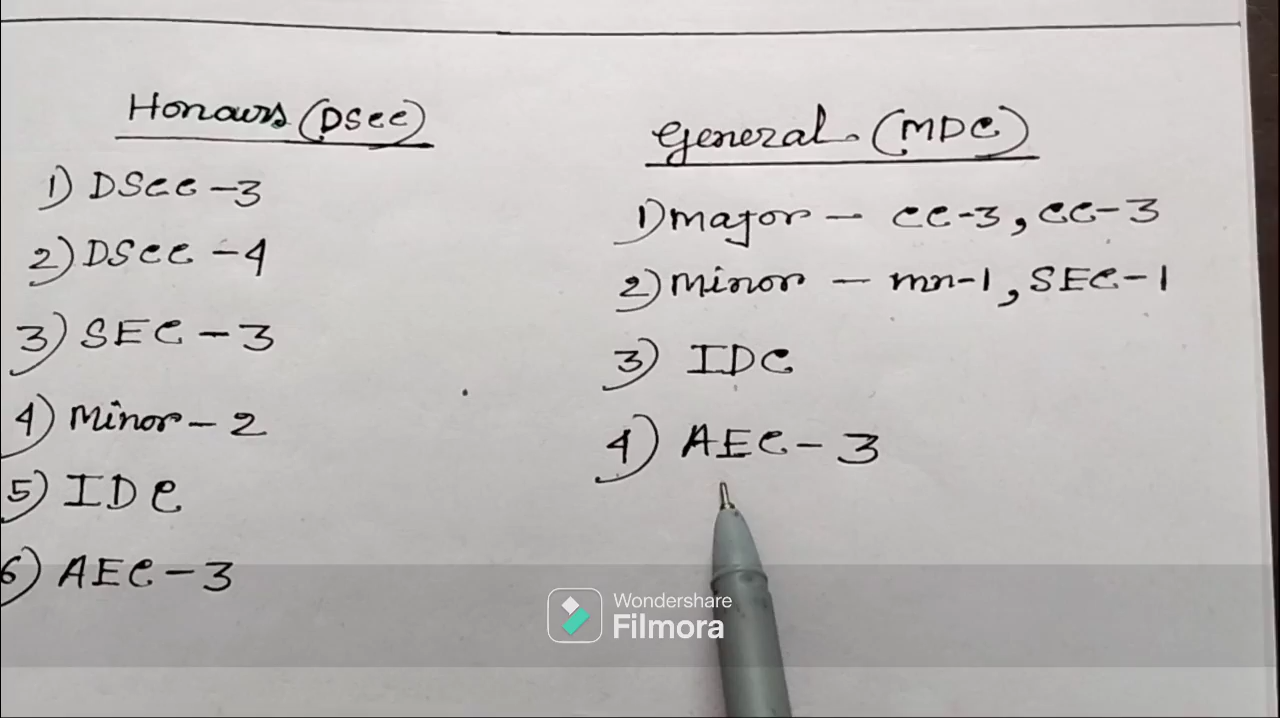 Honours (DSCC)
1) DSCC - 3
2) DSCC - 4
3) SEC - 3
4) Minor - 2
5) IDC
6) AEC - 3
General (MDC)
1) Major - CC-3, CC-3
2) Minor - mn-1, SEC-1
3) IDC
4) AEC - 3
Wondershare
Filmora